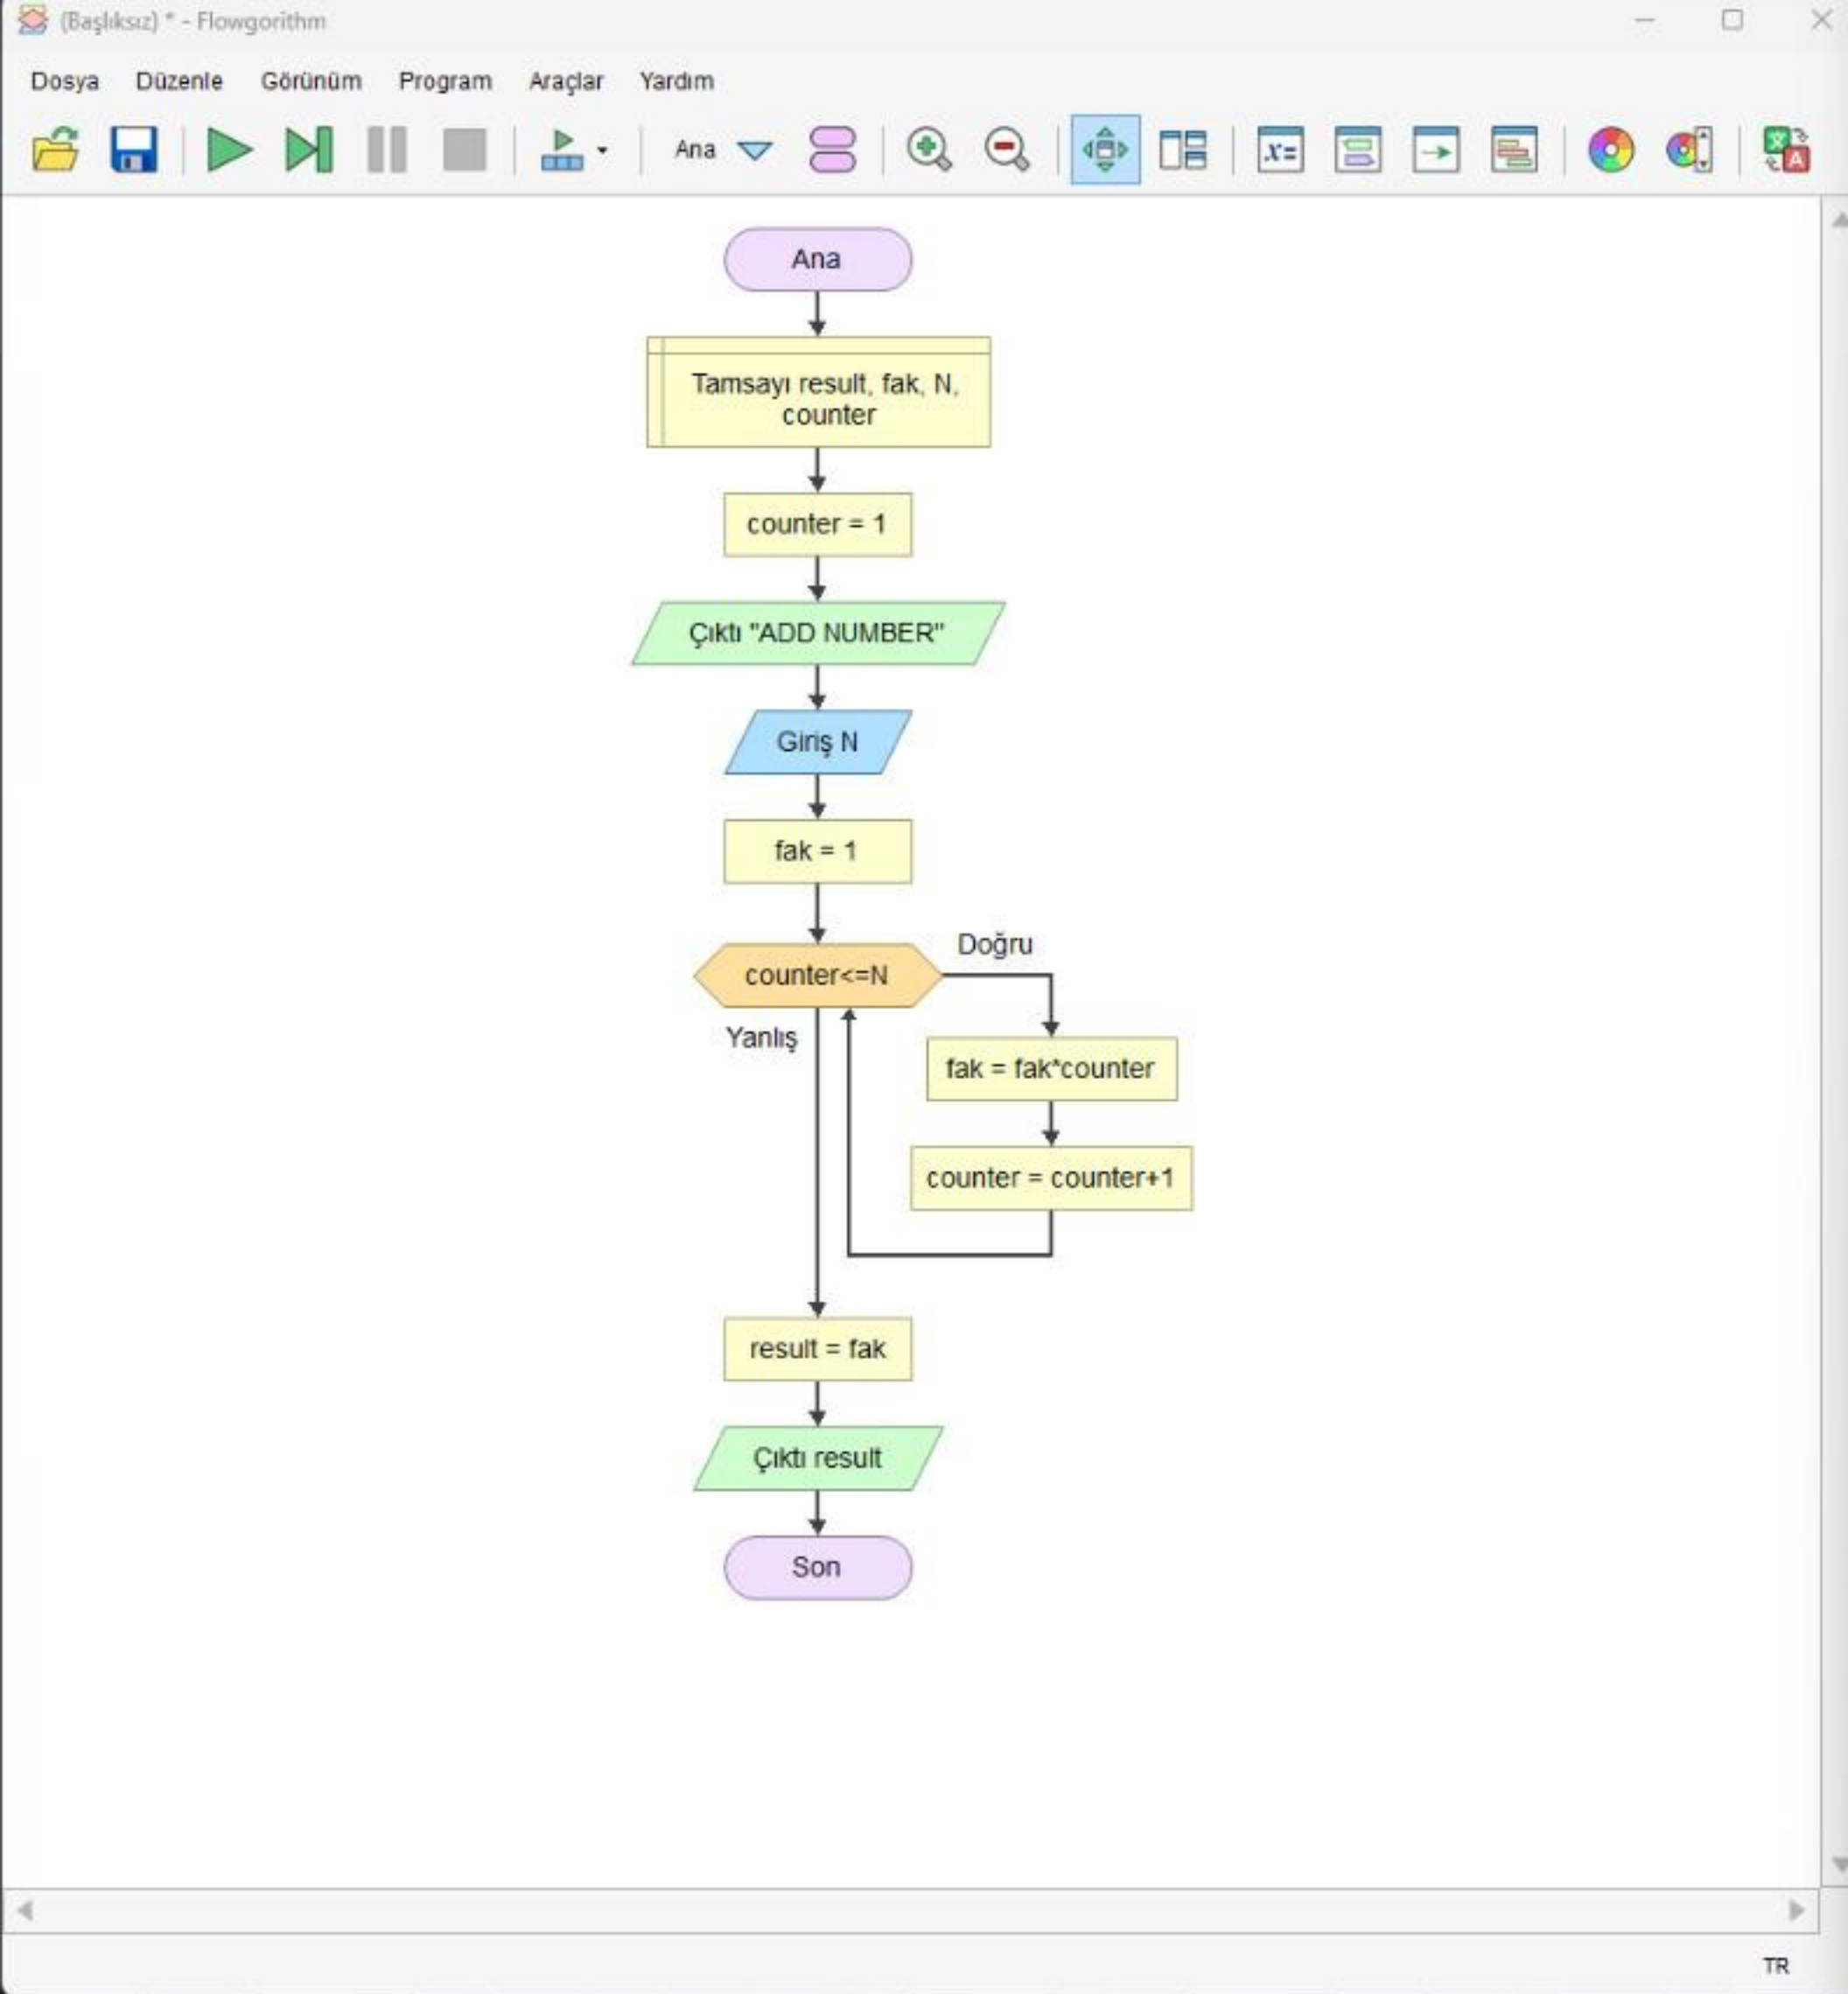 (Başlıksız) * - Flowgorithm
Dosya Düzenle Görünüm Program Araçlar Yardım
Ana
x=
A
Ana
Tamsayı result, fak, N,
counter
counter = 1
Çıktı "ADD NUMBER"
Giriş N
fak = 1
counter<=N
Doğru
Yanlış
fak = fak*counter
counter = counter+1
result = fak
Çıktı result
Son
TR